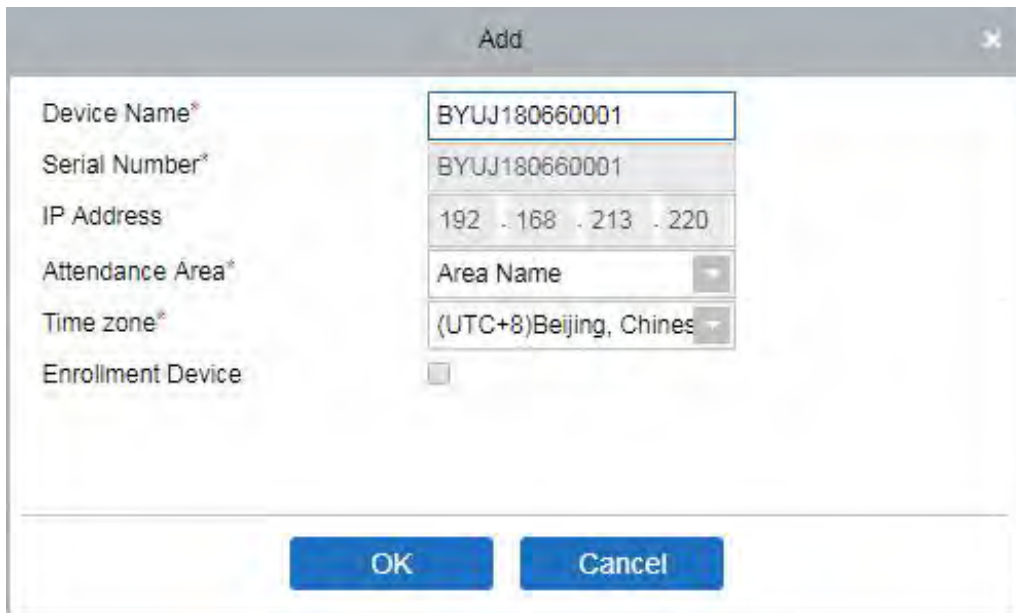 Add
Device Name* BYUJ180660001
Serial Number* BYUJ180660001
IP Address 192 . 168 . 213 . 220
Attendance Area* Area Name
Time zone* (UTC+8)Beijing, Chines
Enrollment Device
OK Cancel